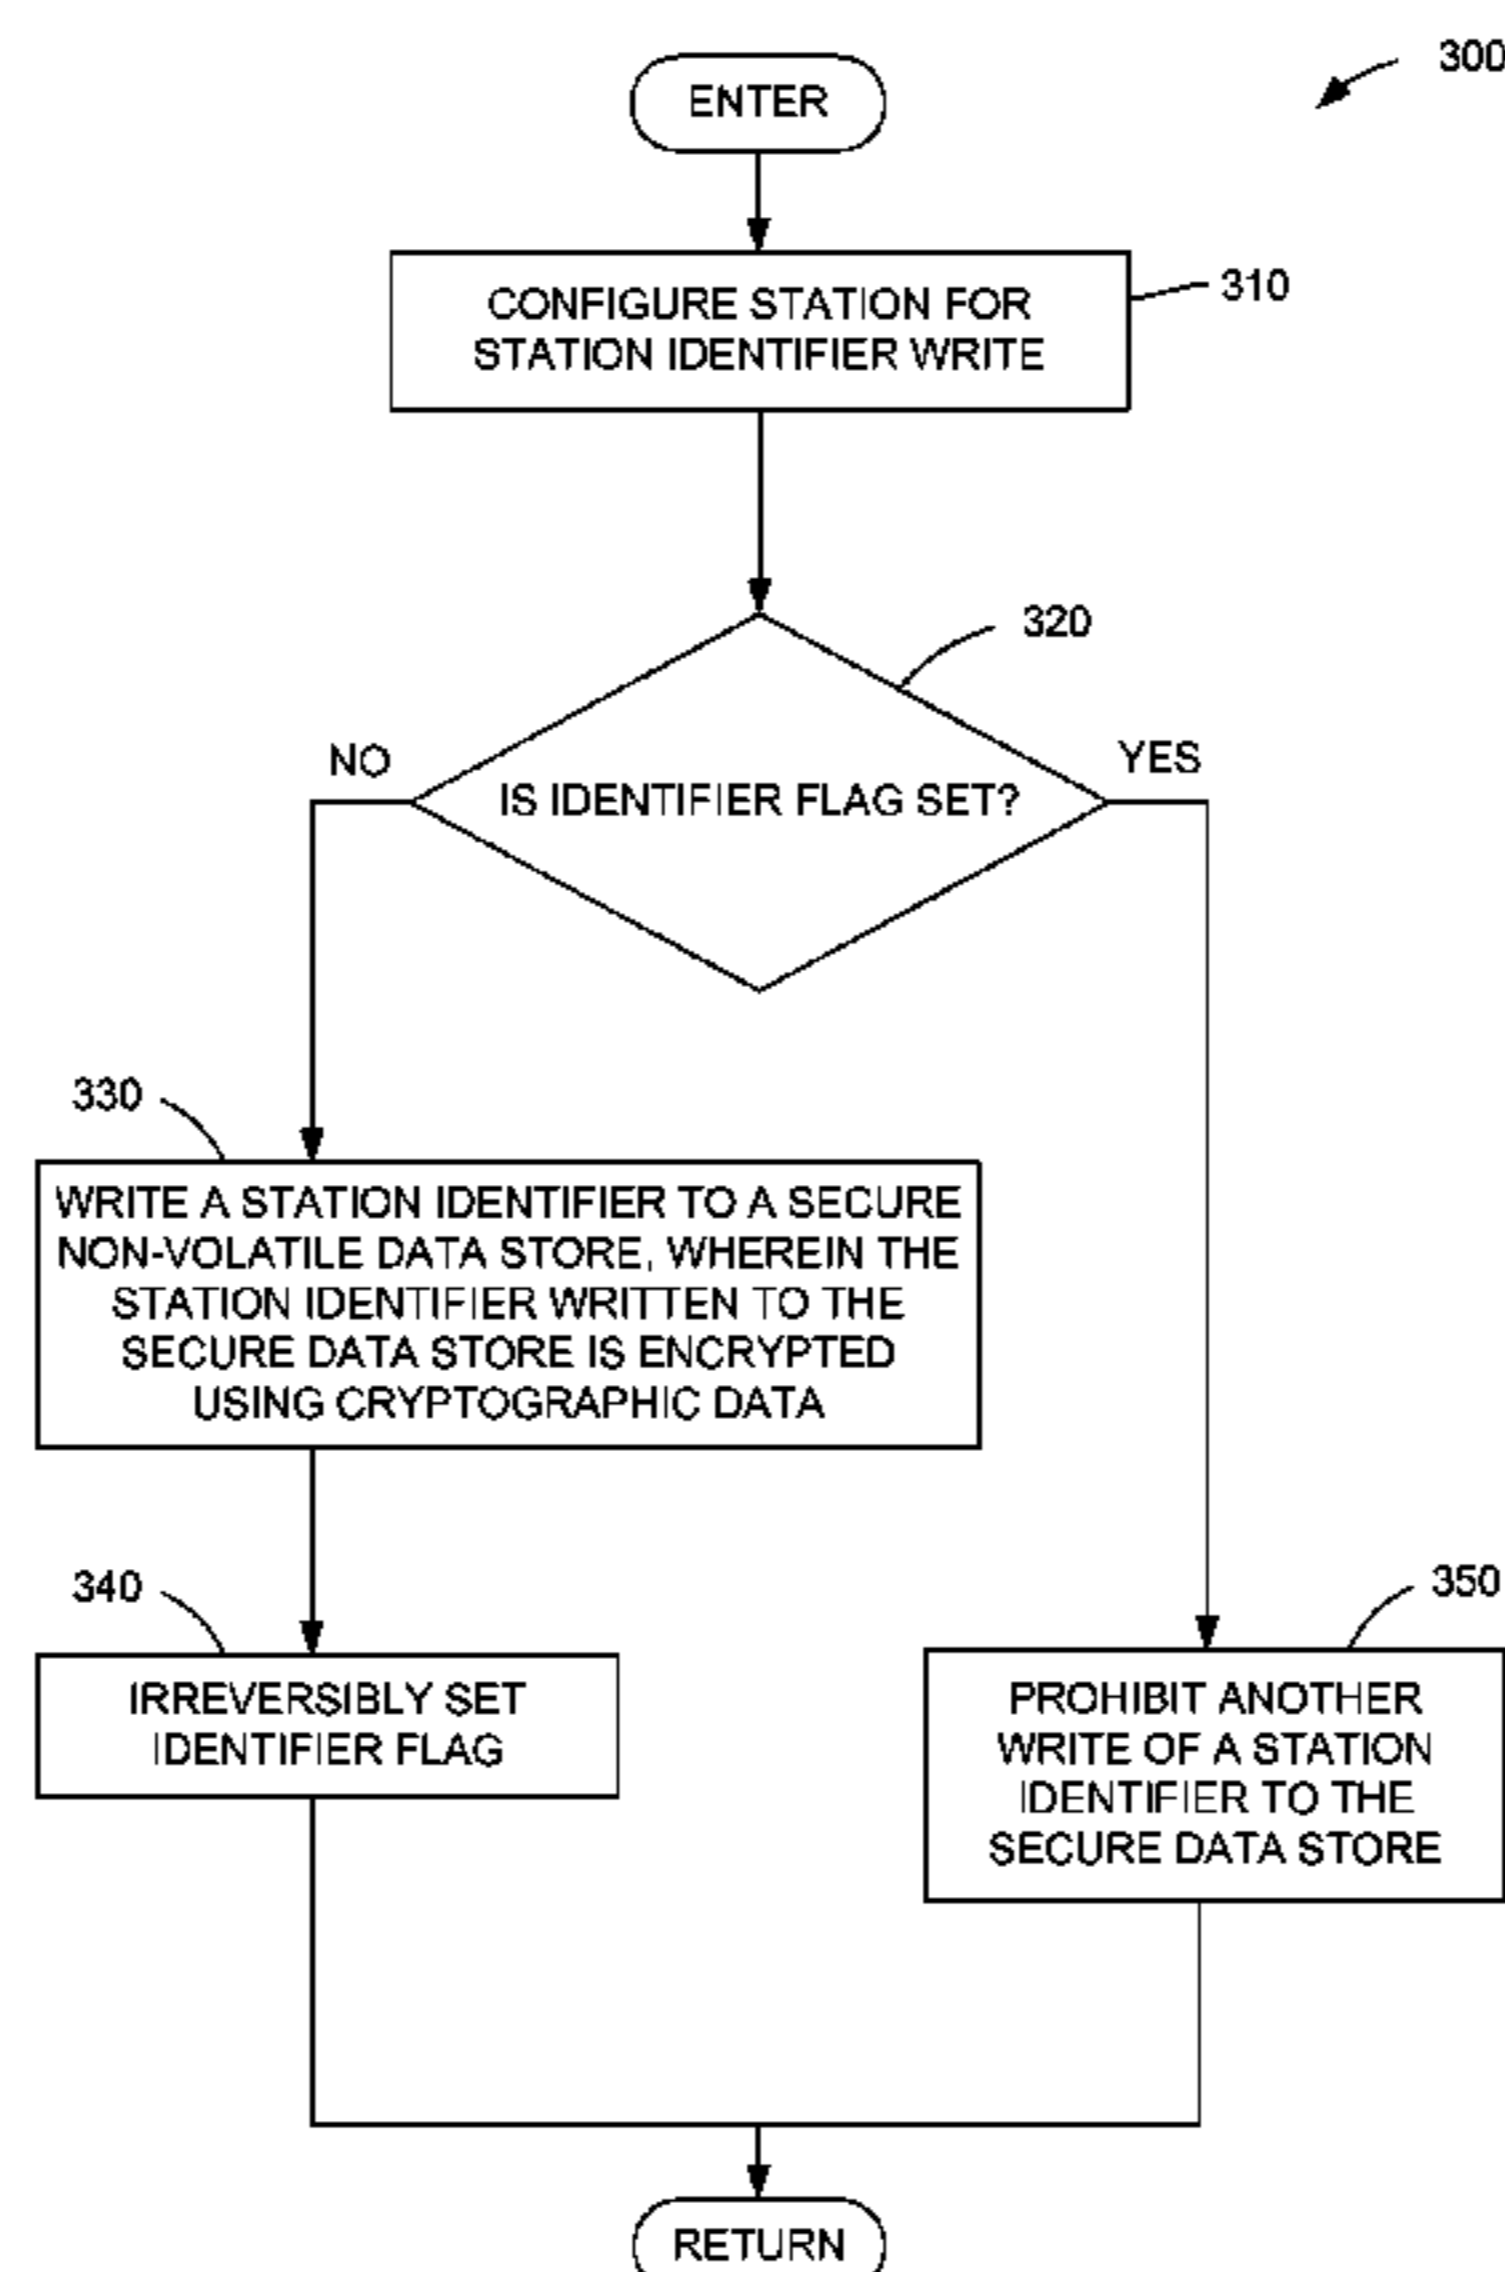 300
ENTER
CONFIGURE STATION FOR
STATION IDENTIFIER WRITE
310
320
NO
YES
IS IDENTIFIER FLAG SET?
330
WRITE A STATION IDENTIFIER TO A SECURE
NON-VOLATILE DATA STORE, WHEREIN THE
STATION IDENTIFIER WRITTEN TO THE
SECURE DATA STORE IS ENCRYPTED
USING CRYPTOGRAPHIC DATA
340
IRREVERSIBLY SET
IDENTIFIER FLAG
350
PROHIBIT ANOTHER
WRITE OF A STATION
IDENTIFIER TO THE
SECURE DATA STORE
RETURN